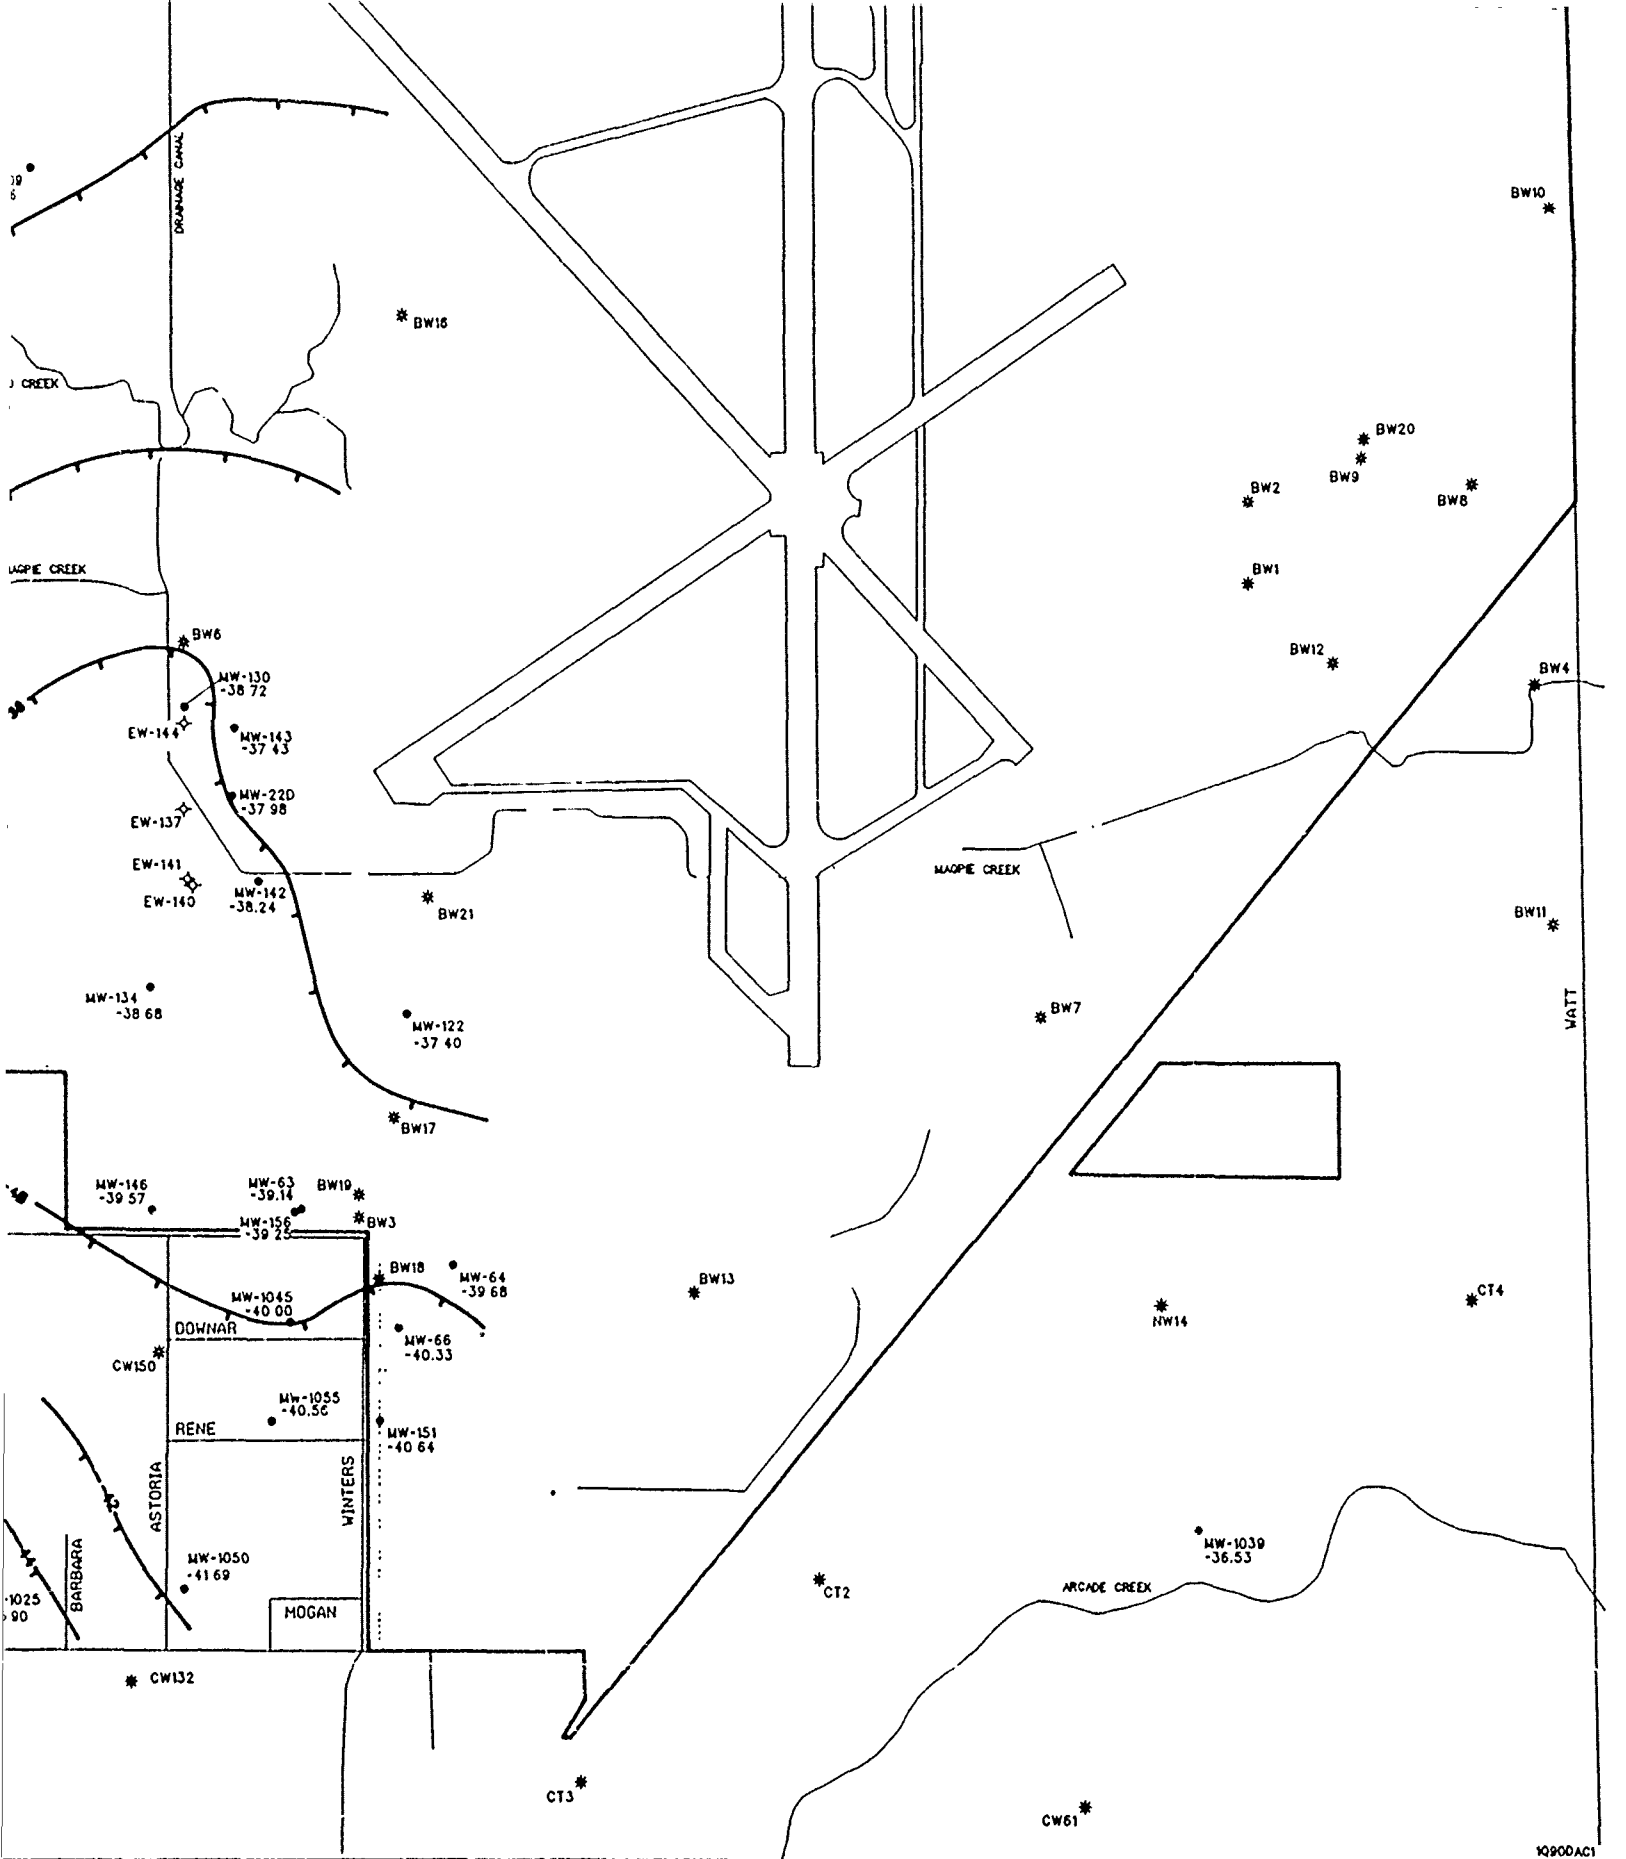 DRAINAGE CANAL
BW10
BW16
CREEK
BW20
BW9
BW2
BW8
BW1
CREEK
BW6
BW12
MW-130
-38 72
BW4
EW-144
MW-143
-37 43
MW-22D
-37 98
EW-137
EW-141
MW-142
-38.24
EW-140
MAGPIE CREEK
BW21
BW11
MW-134
-38 68
BW7
WATT
MW-122
-37 40
BW17
MW-146
-39 57
MW-63
-39.14
BW19
MW-156
-39 25
BW3
BW18
MW-64
-39 68
BW13
MW-1045
-40 00
CT4
NW14
DOWNAR
MW-66
-40.33
CW150
MW-1055
-40.56
RENE
MW-151
-40 64
ASTORIA
WINTERS
42
MW-1039
-36.53
BARBARA
MW-1050
-41 69
ARCADE CREEK
CT2
-1025
90
MOGAN
CW132
CT3
CW61
1Q90DAC1